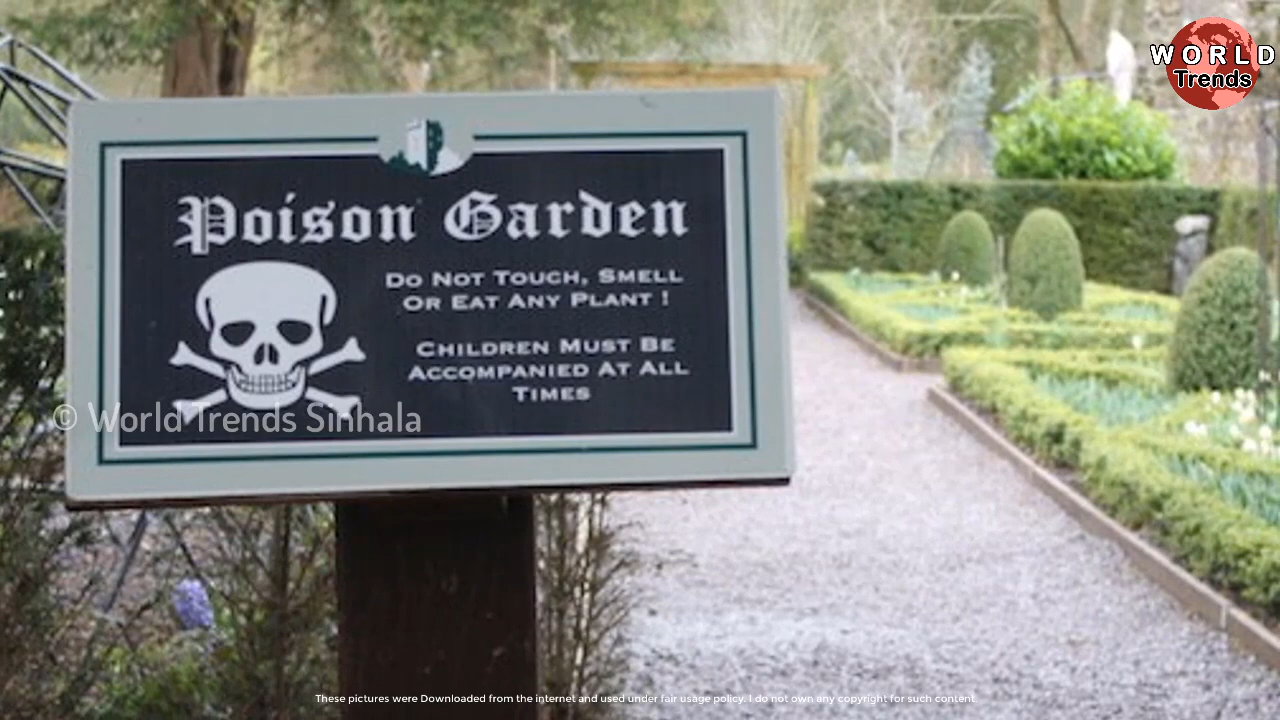 WORLD
Trends
Poison Garden
Do Not Touch, Smell
Or Eat Any Plant !
Children Must Be
Accompanied At All
Times
© World Trends Sinhala
These pictures were Downloaded from the internet and used under fair usage policy. I do not own any copyright for such content.